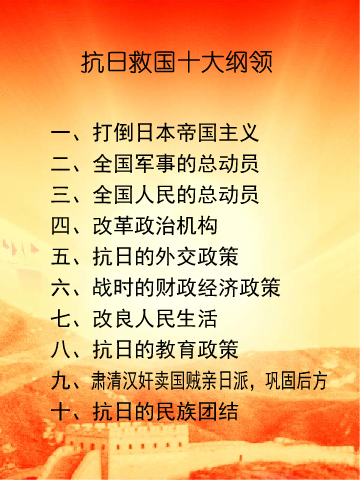 抗日救国十大纲领
一、打倒日本帝国主义
二、全国军事的总动员
三、全国人民的总动员
四、改革政治机构
五、抗日的外交政策
六、战时的财政经济政策
七、改良人民生活
八、抗日的教育政策
九、肃清汉奸卖国贼亲日派，巩固后方
十、抗日的民族团结